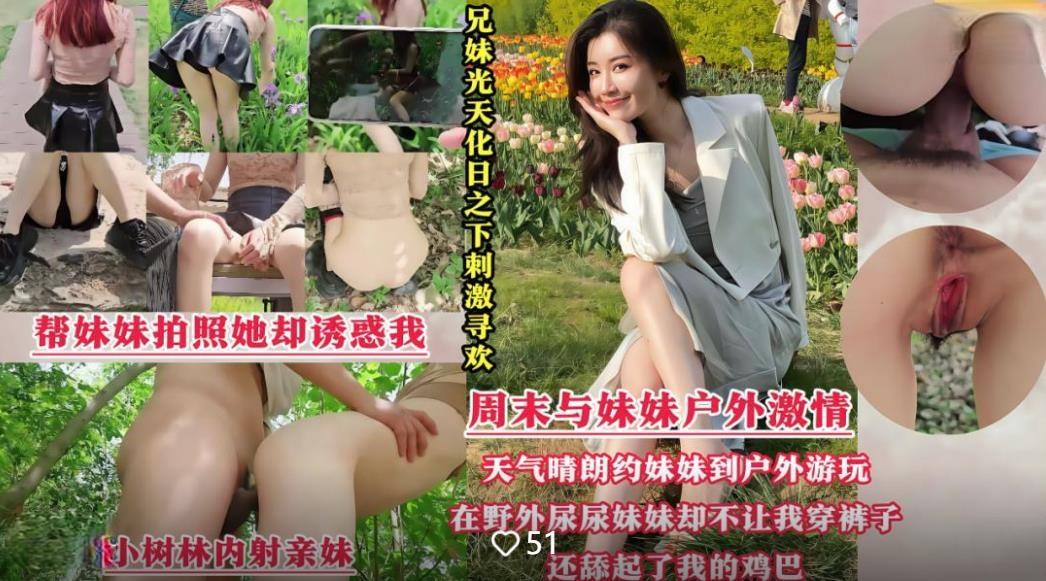 兄妹光天化日之下刺激寻欢
帮妹妹拍照她却诱惑我
周末与妹妹户外激情
天气晴朗约妹妹到户外游玩
在野外尿尿妹妹却不让我穿裤子
还舔起了我的鸡巴
小树林内射亲妹
51